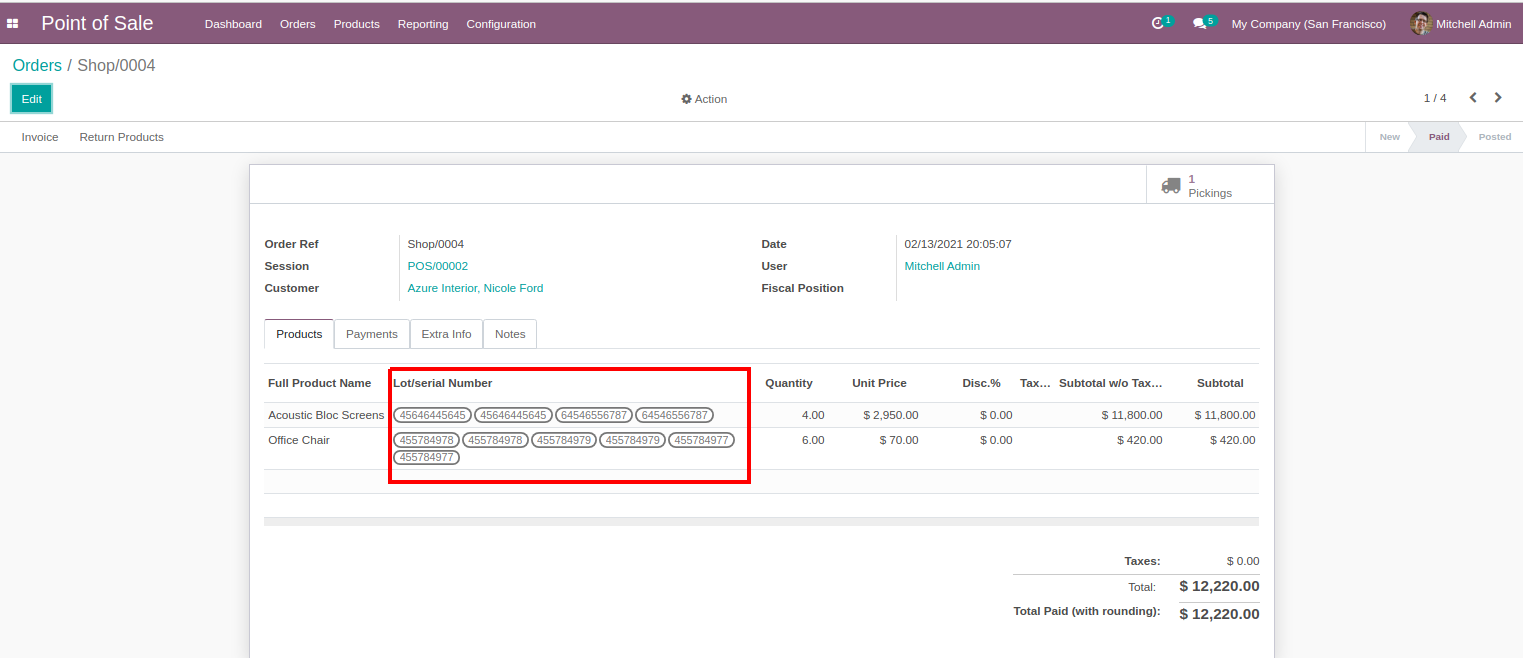 Point of Sale Dashboard Orders Products Reporting Configuration 1 5 My Company (San Francisco) Mitchell Admin
Orders / Shop/0004
Edit Action 1 / 4
Invoice Return Products New Paid Posted
1
Pickings
Order Ref Shop/0004 Date 02/13/2021 20:05:07
Session POS/00002 User Mitchell Admin
Customer Azure Interior, Nicole Ford Fiscal Position
Products Payments Extra Info Notes
Full Product Name Lot/serial Number Quantity Unit Price Disc.% Tax... Subtotal w/o Tax... Subtotal
Acoustic Bloc Screens 45646445645 45646445645 64546556787 64546556787 4.00 $ 2,950.00 $ 0.00 $ 11,800.00 $ 11,800.00
Office Chair 455784978 455784978 455784979 455784979 455784977 6.00 $ 70.00 $ 0.00 $ 420.00 $ 420.00
455784977
Taxes: $ 0.00
Total: $ 12,220.00
Total Paid (with rounding): $ 12,220.00